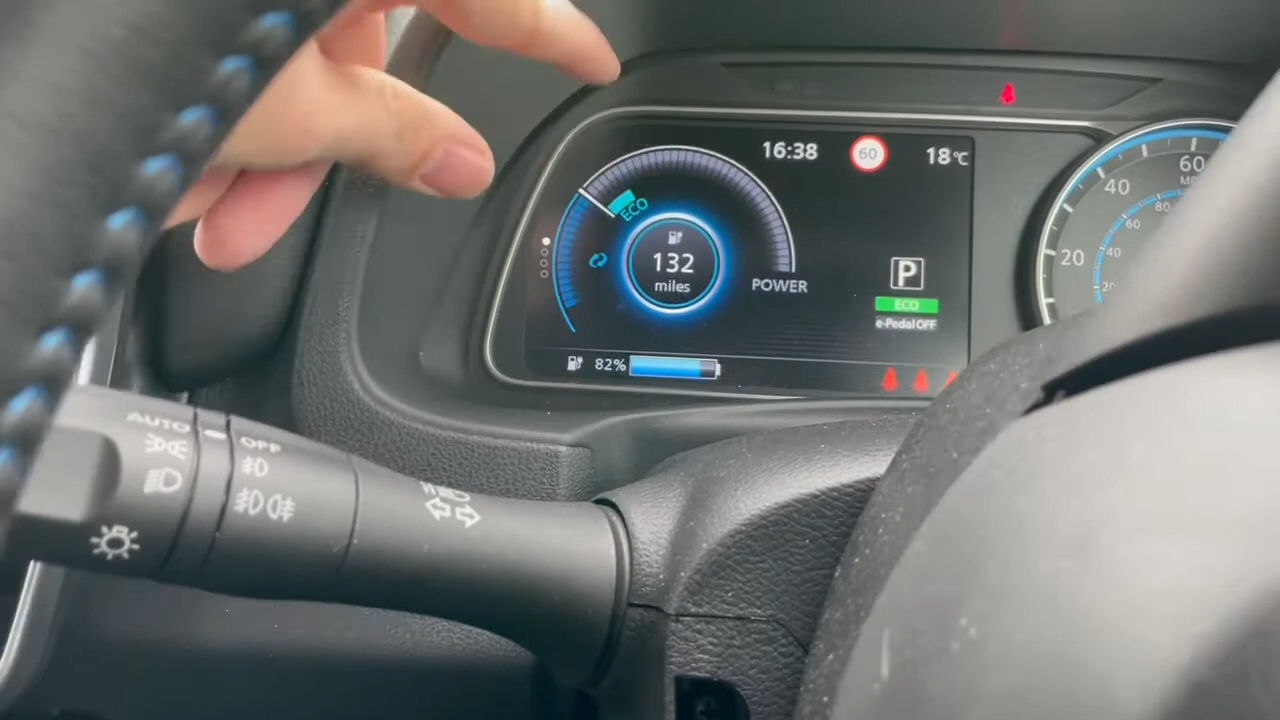 16:38
60
18°C
ECO
132
miles
POWER
P
ECO
e-Pedal OFF
82%
60
40
20
80
60
40
20
AUTO
OFF